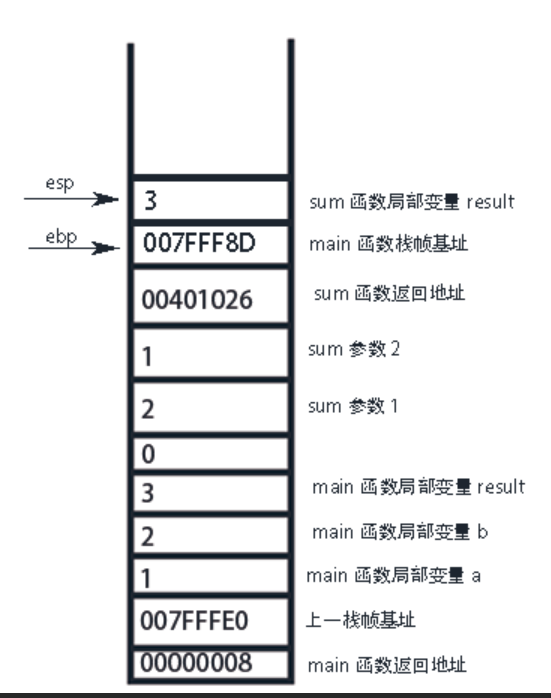 esp
3
sum 函数局部变量 result
ebp
007FFF8D
main 函数栈帧基址
00401026
sum 函数返回地址
1
sum 参数 2
2
sum 参数 1
0
3
main 函数局部变量 result
2
main 函数局部变量 b
1
main 函数局部变量 a
007FFFE0
上一栈帧基址
00000008
main 函数返回地址